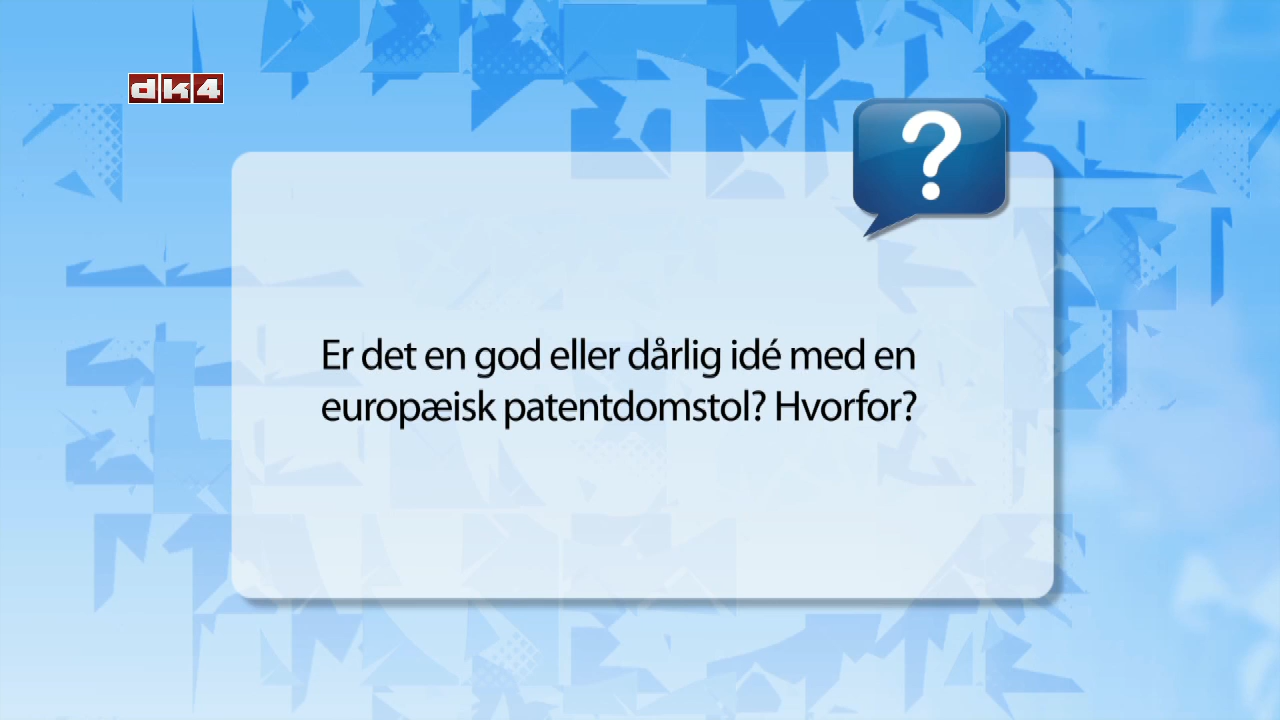 dk4
?
Er det en god eller dårlig idé med en
europæisk patentdomstol? Hvorfor?